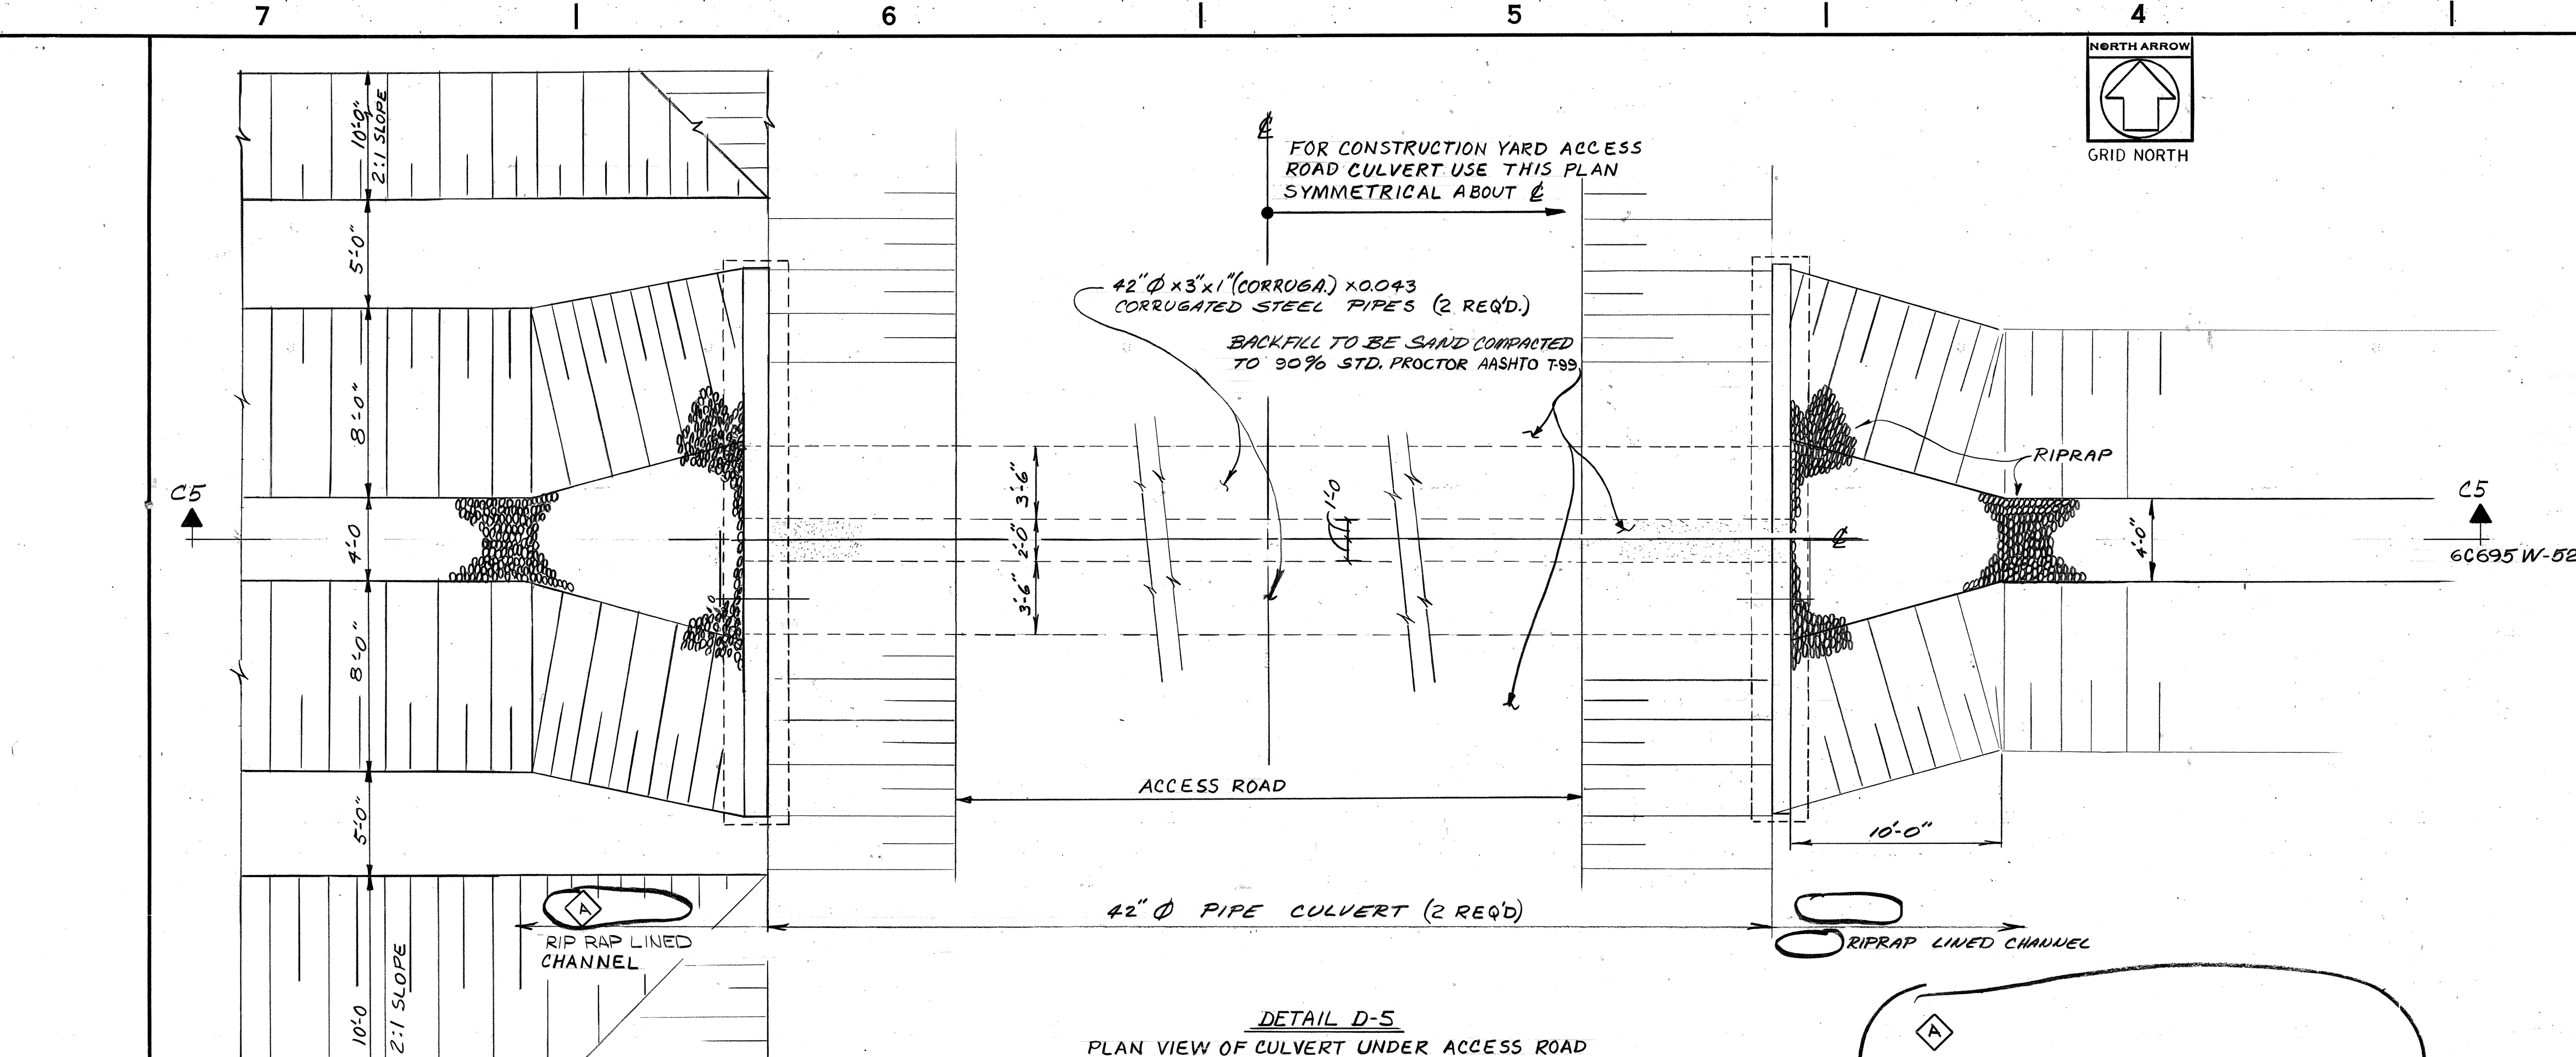 7
6
5
4
NORTH ARROW
GRID NORTH
10'-0"
2:1 SLOPE
5'-0"
8'-0"
4'-0
8'-0"
5'-0"
10'-0
2:1 SLOPE
C5
℄
FOR CONSTRUCTION YARD ACCESS
ROAD CULVERT USE THIS PLAN
SYMMETRICAL ABOUT ℄
42"Ø x 3"x 1"(CORRUGA.) x 0.043
CORRUGATED STEEL PIPES (2 REQ'D.)
BACKFILL TO BE SAND COMPACTED
TO 90% STD. PROCTOR AASHTO T-99
3'-6"
2'-0"
3'-6"
1'-0
℄
RIPRAP
4'-0"
C5
6C695W-52
ACCESS ROAD
10'-0"
A
RIP RAP LINED
CHANNEL
42"Ø PIPE CULVERT (2 REQ'D)
RIPRAP LINED CHANNEL
A
DETAIL D-5
PLAN VIEW OF CULVERT UNDER ACCESS ROAD